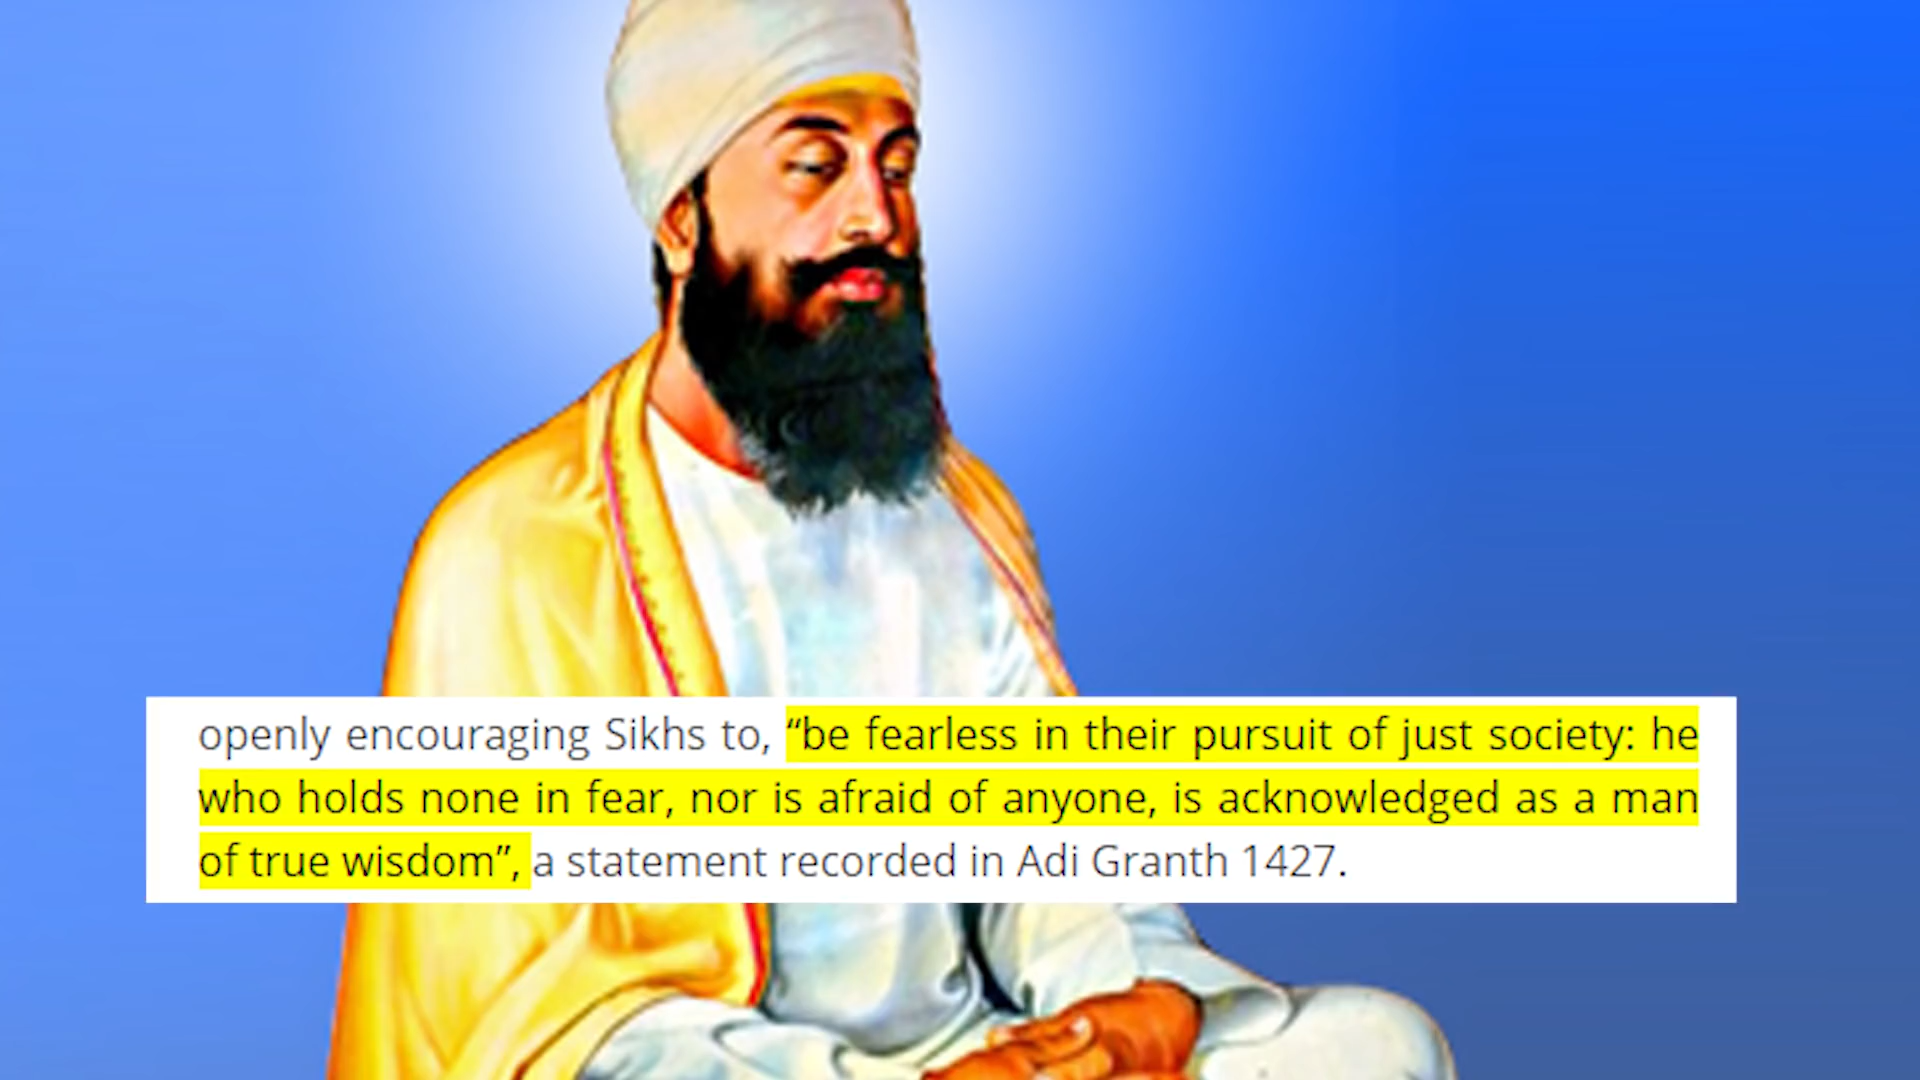 openly encouraging Sikhs to, “be fearless in their pursuit of just society: he
who holds none in fear, nor is afraid of anyone, is acknowledged as a man
of true wisdom”, a statement recorded in Adi Granth 1427.